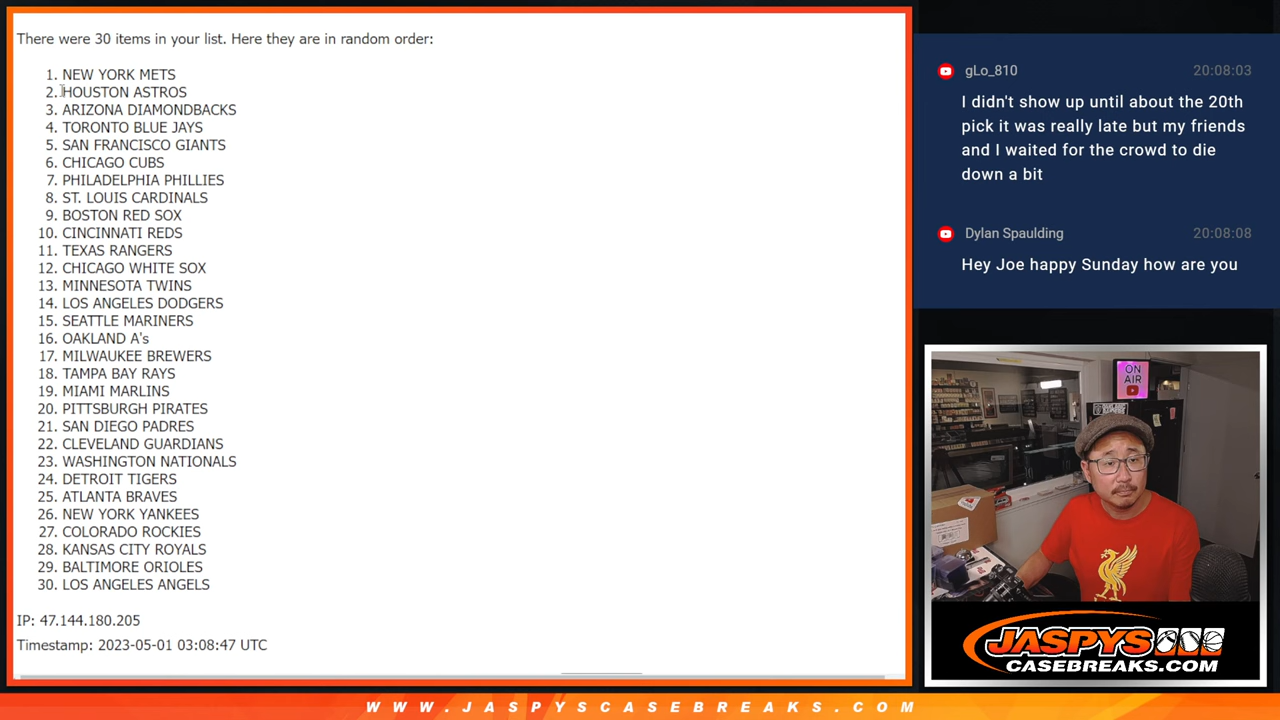 There were 30 items in your list. Here they are in random order:
1. NEW YORK METS
2. HOUSTON ASTROS
3. ARIZONA DIAMONDBACKS
4. TORONTO BLUE JAYS
5. SAN FRANCISCO GIANTS
6. CHICAGO CUBS
7. PHILADELPHIA PHILLIES
8. ST. LOUIS CARDINALS
9. BOSTON RED SOX
10. CINCINNATI REDS
11. TEXAS RANGERS
12. CHICAGO WHITE SOX
13. MINNESOTA TWINS
14. LOS ANGELES DODGERS
15. SEATTLE MARINERS
16. OAKLAND A's
17. MILWAUKEE BREWERS
18. TAMPA BAY RAYS
19. MIAMI MARLINS
20. PITTSBURGH PIRATES
21. SAN DIEGO PADRES
22. CLEVELAND GUARDIANS
23. WASHINGTON NATIONALS
24. DETROIT TIGERS
25. ATLANTA BRAVES
26. NEW YORK YANKEES
27. COLORADO ROCKIES
28. KANSAS CITY ROYALS
29. BALTIMORE ORIOLES
30. LOS ANGELES ANGELS
IP: 47.144.180.205
Timestamp: 2023-05-01 03:08:47 UTC
gLo_810 20:08:03
I didn't show up until about the 20th
pick it was really late but my friends
and I waited for the crowd to die
down a bit
Dylan Spaulding 20:08:08
Hey Joe happy Sunday how are you
ON
AIR
JASPYS
CASEBREAKS.COM
WWW.JASPYSCASEBREAKS.COM